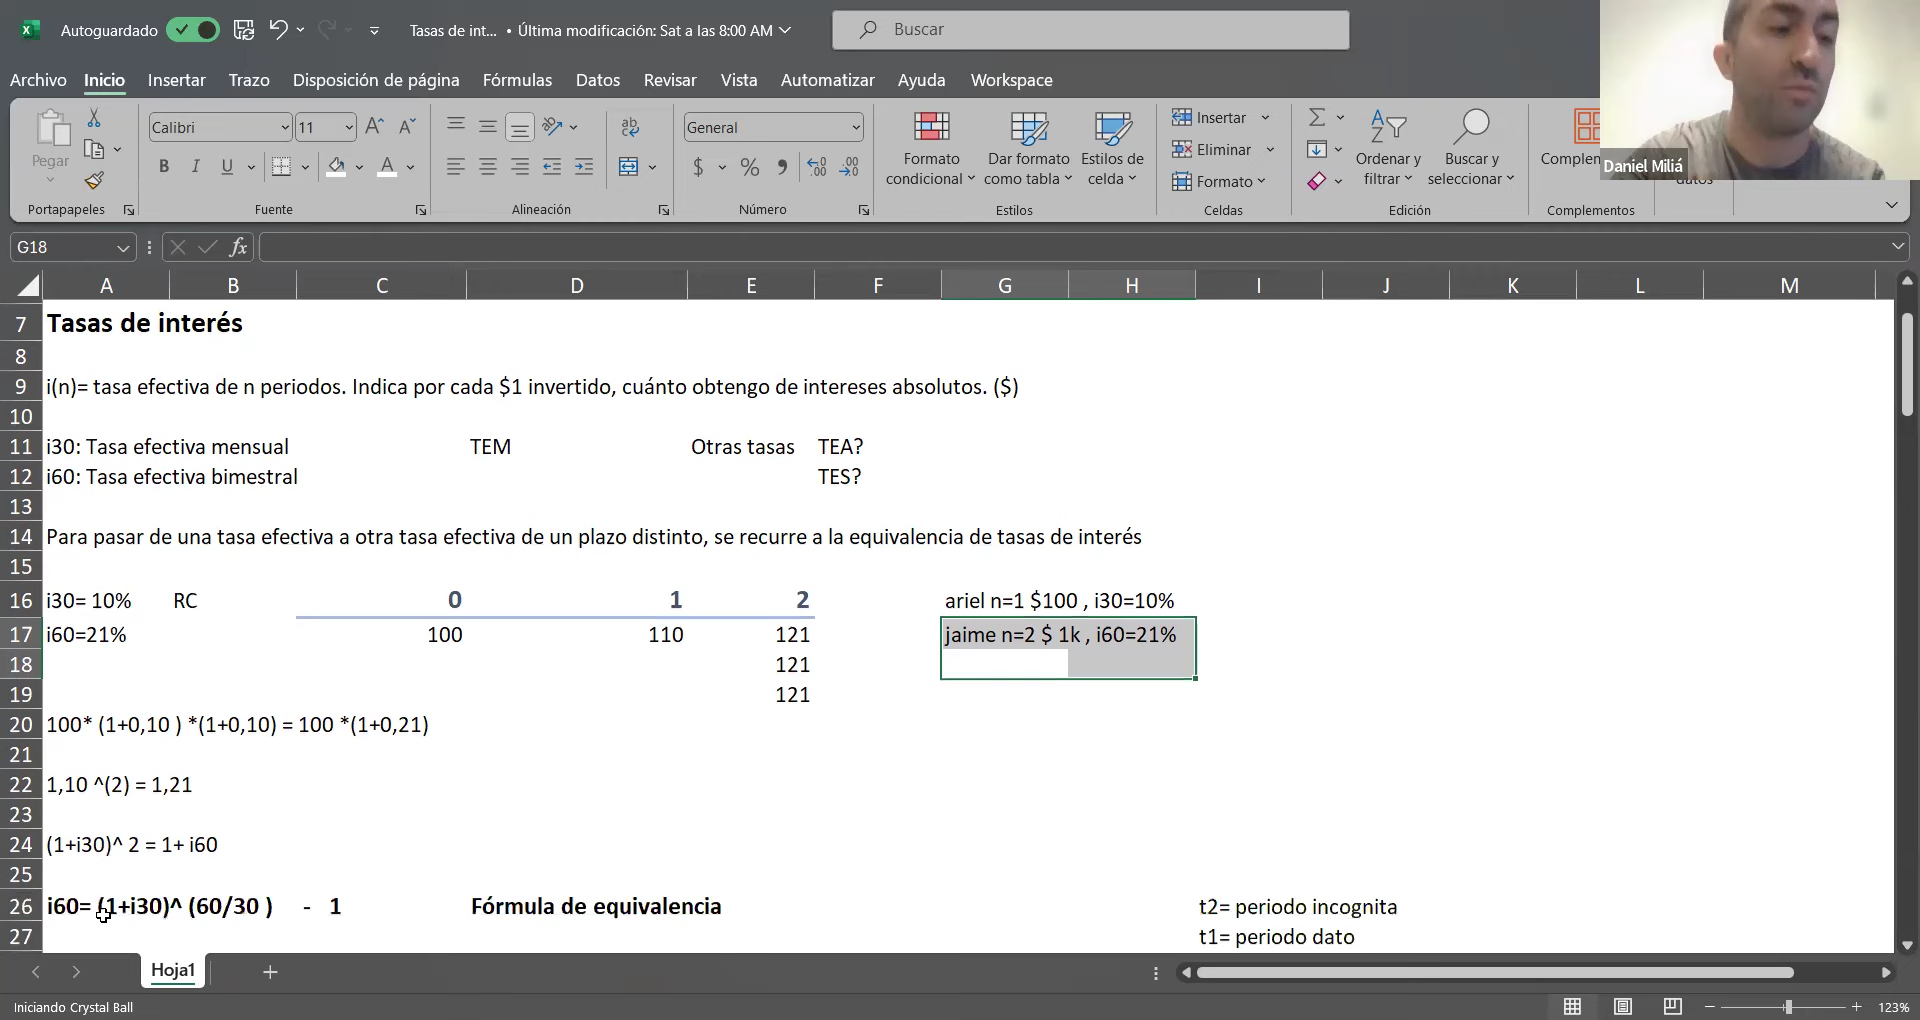 Autoguardado
Tasas de int... • Última modificación: Sat a las 8:00 AM
Buscar
Archivo Inicio Insertar Trazo Disposición de página Fórmulas Datos Revisar Vista Automatizar Ayuda Workspace
Pegar
Portapapeles
Calibri 11
N I U
Fuente
Alineación
General
$ %
Número
Formato condicional
Dar formato como tabla
Estilos de celda
Estilos
Insertar
Eliminar
Formato
Celdas
Ordenar y filtrar
Buscar y seleccionar
Edición
Complementos
datos
Daniel Miliá
G18 fx
A B C D E F G H I J K L M
7 Tasas de interés
8
9 i(n)= tasa efectiva de n periodos. Indica por cada $1 invertido, cuánto obtengo de intereses absolutos. ($)
10
11 i30: Tasa efectiva mensual TEM Otras tasas TEA?
12 i60: Tasa efectiva bimestral TES?
13
14 Para pasar de una tasa efectiva a otra tasa efectiva de un plazo distinto, se recurre a la equivalencia de tasas de interés
15
16 i30= 10% RC 0 1 2 ariel n=1 $100 , i30=10%
17 i60=21% 100 110 121 jaime n=2 $ 1k , i60=21%
18 121
19 121
20 100* (1+0,10 ) *(1+0,10) = 100 *(1+0,21)
21
22 1,10 ^(2) = 1,21
23
24 (1+i30)^ 2 = 1+ i60
25
26 i60= (1+i30)^ (60/30 ) - 1 Fórmula de equivalencia t2= periodo incognita
27 t1= periodo dato
Hoja1
Iniciando Crystal Ball
123%